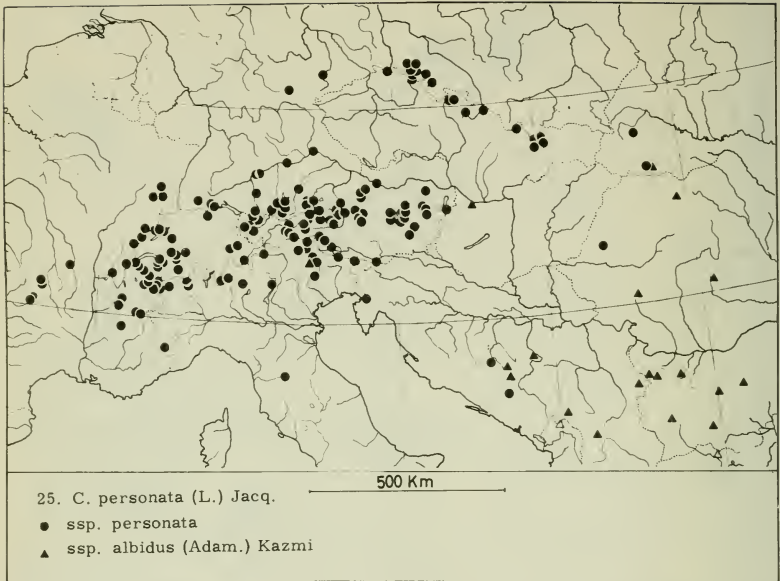 500 Km
25. C. personata (L.) Jacq.
ssp. personata
ssp. albidus (Adam.) Kazmi